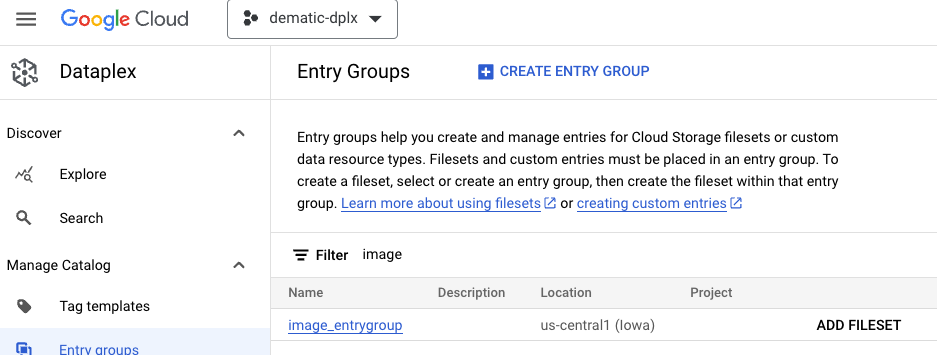 Google Cloud
dematic-dplx
Dataplex
Entry Groups
CREATE ENTRY GROUP
Discover
Explore
Search
Manage Catalog
Tag templates
Entry groups
Entry groups help you create and manage entries for Cloud Storage filesets or custom
data resource types. Filesets and custom entries must be placed in an entry group. To
create a fileset, select or create an entry group, then create the fileset within that entry
group. Learn more about using filesets or creating custom entries
Filter image
Name Description Location Project
image_entrygroup us-central1 (Iowa) ADD FILESET